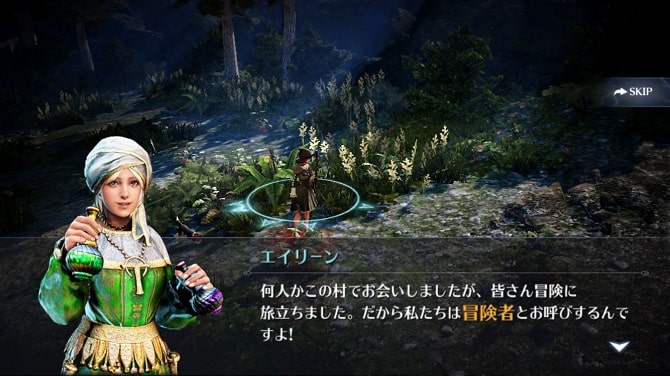 SKIP
エイリーン
何人かこの村でお会いしましたが、皆さん冒険に
旅立ちました。だから私たちは冒険者とお呼びするんで
すよ!